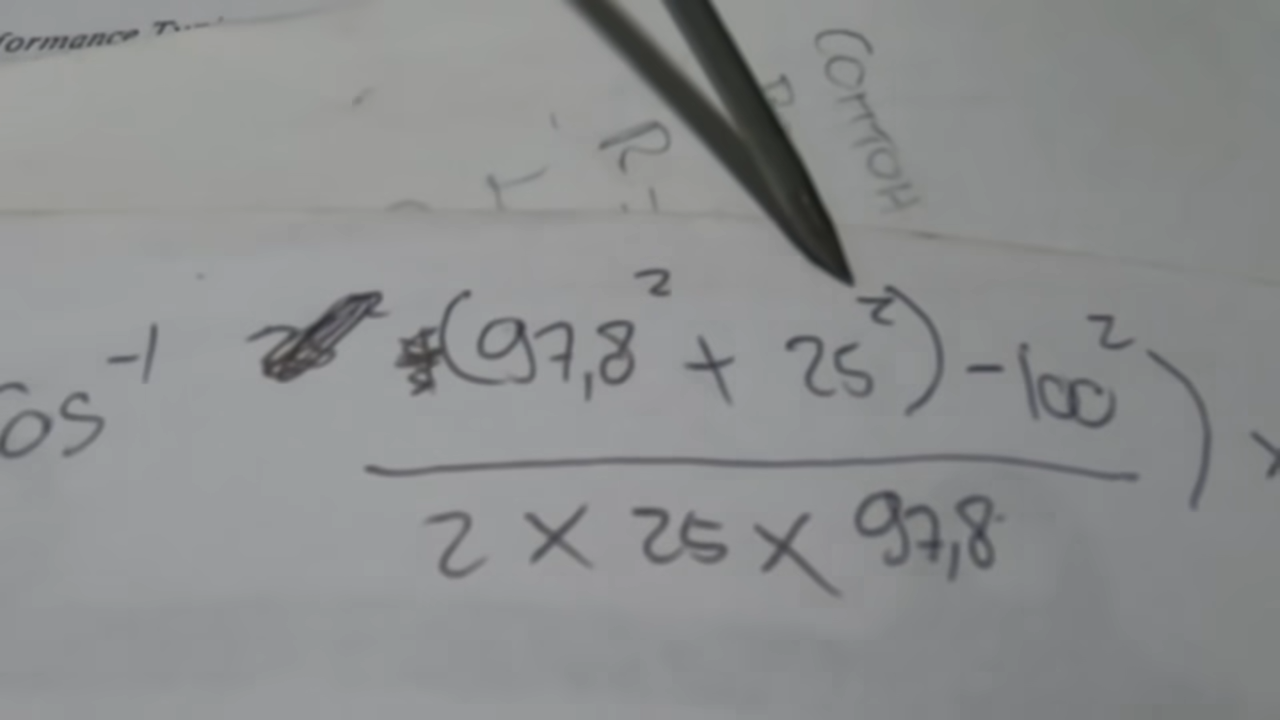 formance
COMMON
R
cos⁻¹ (97,8² + 25²) - 100² )
2 × 25 × 97,8